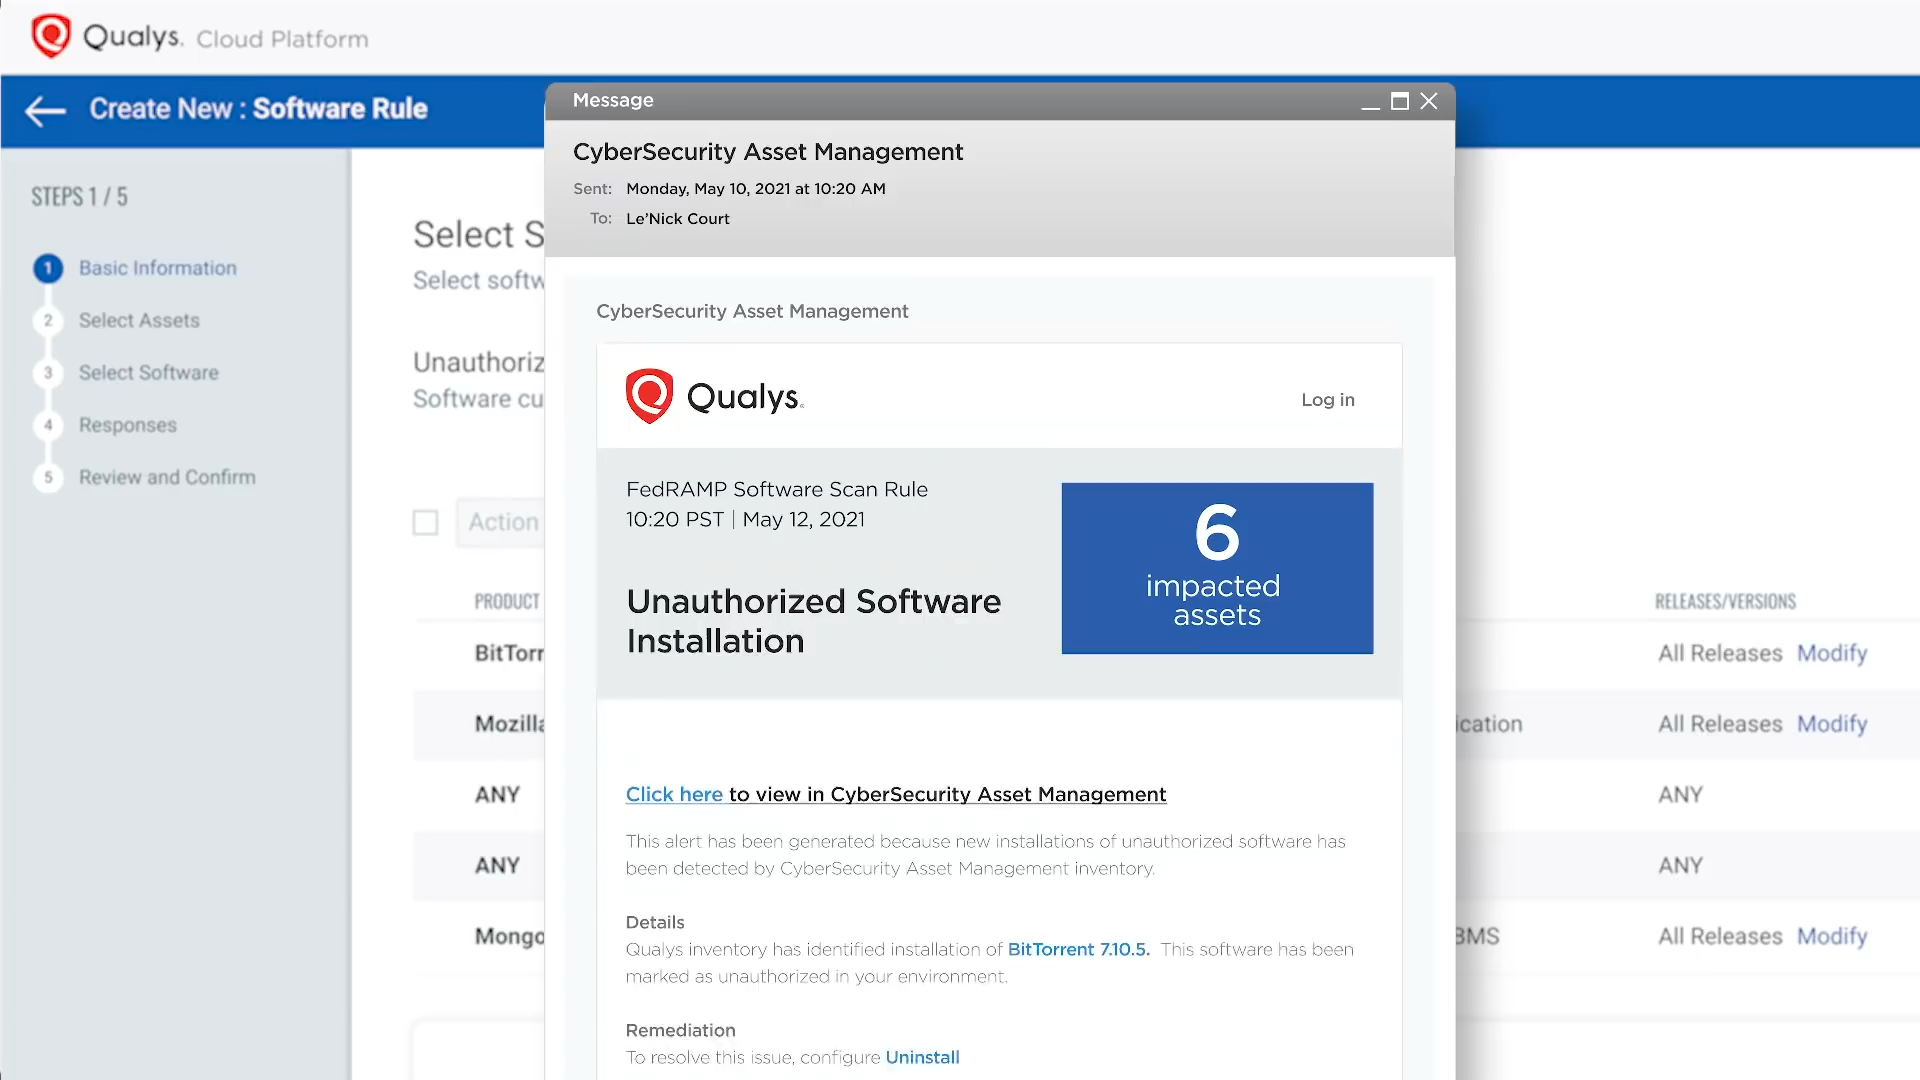 Qualys. Cloud Platform
Create New : Software Rule
STEPS 1 / 5
1 Basic Information
2 Select Assets
3 Select Software
4 Responses
5 Review and Confirm
Select S
Select softw
Unauthoriz
Software cu
Action
PRODUCT
RELEASES/VERSIONS
BitTorr
All Releases Modify
Mozilla
ication
All Releases Modify
ANY
ANY
ANY
ANY
Mongo
BMS
All Releases Modify
Message
CyberSecurity Asset Management
Sent: Monday, May 10, 2021 at 10:20 AM
To: Le’Nick Court
CyberSecurity Asset Management
Qualys.
Log in
FedRAMP Software Scan Rule
10:20 PST | May 12, 2021
Unauthorized Software
Installation
6
impacted
assets
Click here to view in CyberSecurity Asset Management
This alert has been generated because new installations of unauthorized software has
been detected by CyberSecurity Asset Management inventory.
Details
Qualys inventory has identified installation of BitTorrent 7.10.5. This software has been
marked as unauthorized in your environment.
Remediation
To resolve this issue, configure Uninstall